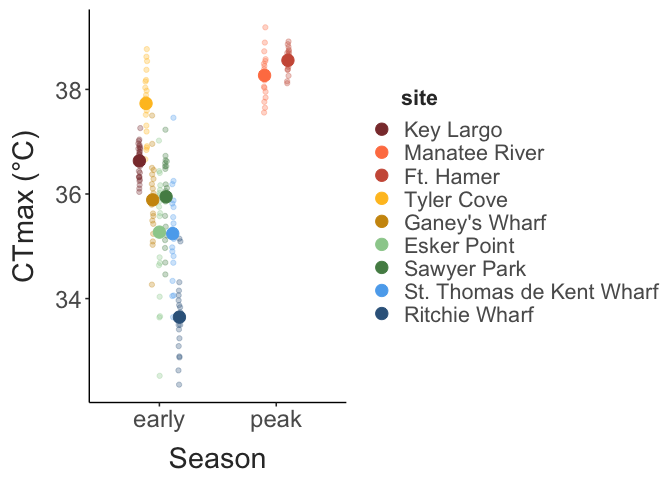 CTmax (°C)
38
36
34
early
peak
Season
site
Key Largo
Manatee River
Ft. Hamer
Tyler Cove
Ganey's Wharf
Esker Point
Sawyer Park
St. Thomas de Kent Wharf
Ritchie Wharf